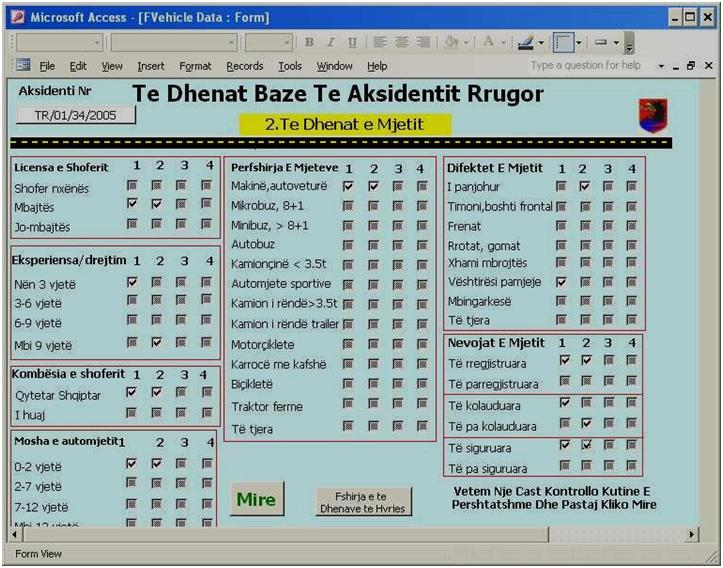 Microsoft Access - [FVehicle Data : Form]
B I U A
File Edit View Insert Format Records Tools Window Help Type a question for help
Aksidenti Nr
TR/01/34/2005
Te Dhenat Baze Te Aksidentit Rrugor
2.Te Dhenat e Mjetit
Licensa e Shoferit 1 2 3 4
Shofer nxënës
Mbajtës
Jo-mbajtës
Eksperiensa/drejtim 1 2 3 4
Nën 3 vjetë
3-6 vjetë
6-9 vjetë
Mbi 9 vjetë
Kombësia e shoferit 1 2 3 4
Qytetar Shqiptar
I huaj
Mosha e automjetit1 2 3 4
0-2 vjetë
2-7 vjetë
7-12 vjetë
Mbi 12 vjetë
Perfshirja E Mjeteve 1 2 3 4
Makinë,autoveturë
Mikrobuz, 8+1
Minibuz, > 8+1
Autobuz
Kamionçinë < 3.5t
Automjete sportive
Kamion i rëndë>3.5t
Kamion i rëndë trailer
Motorçiklete
Karrocë me kafshë
Biçikletë
Traktor ferme
Të tjera
Difektet E Mjetit 1 2 3 4
I panjohur
Timoni,boshti frontal
Frenat
Rrotat, gomat
Xhami mbrojtës
Vështirësi pamjeje
Mbingarkesë
Të tjera
Nevojat E Mjetit 1 2 3 4
Të rregjistruara
Të parregjistruara
Të kolauduara
Të pa kolauduara
Të siguruara
Të pa siguruara
Mire
Fshirja e te
Dhenave te Hvries
Vetem Nje Cast Kontrollo Kutine E
Pershtatshme Dhe Pastaj Kliko Mire
Form View